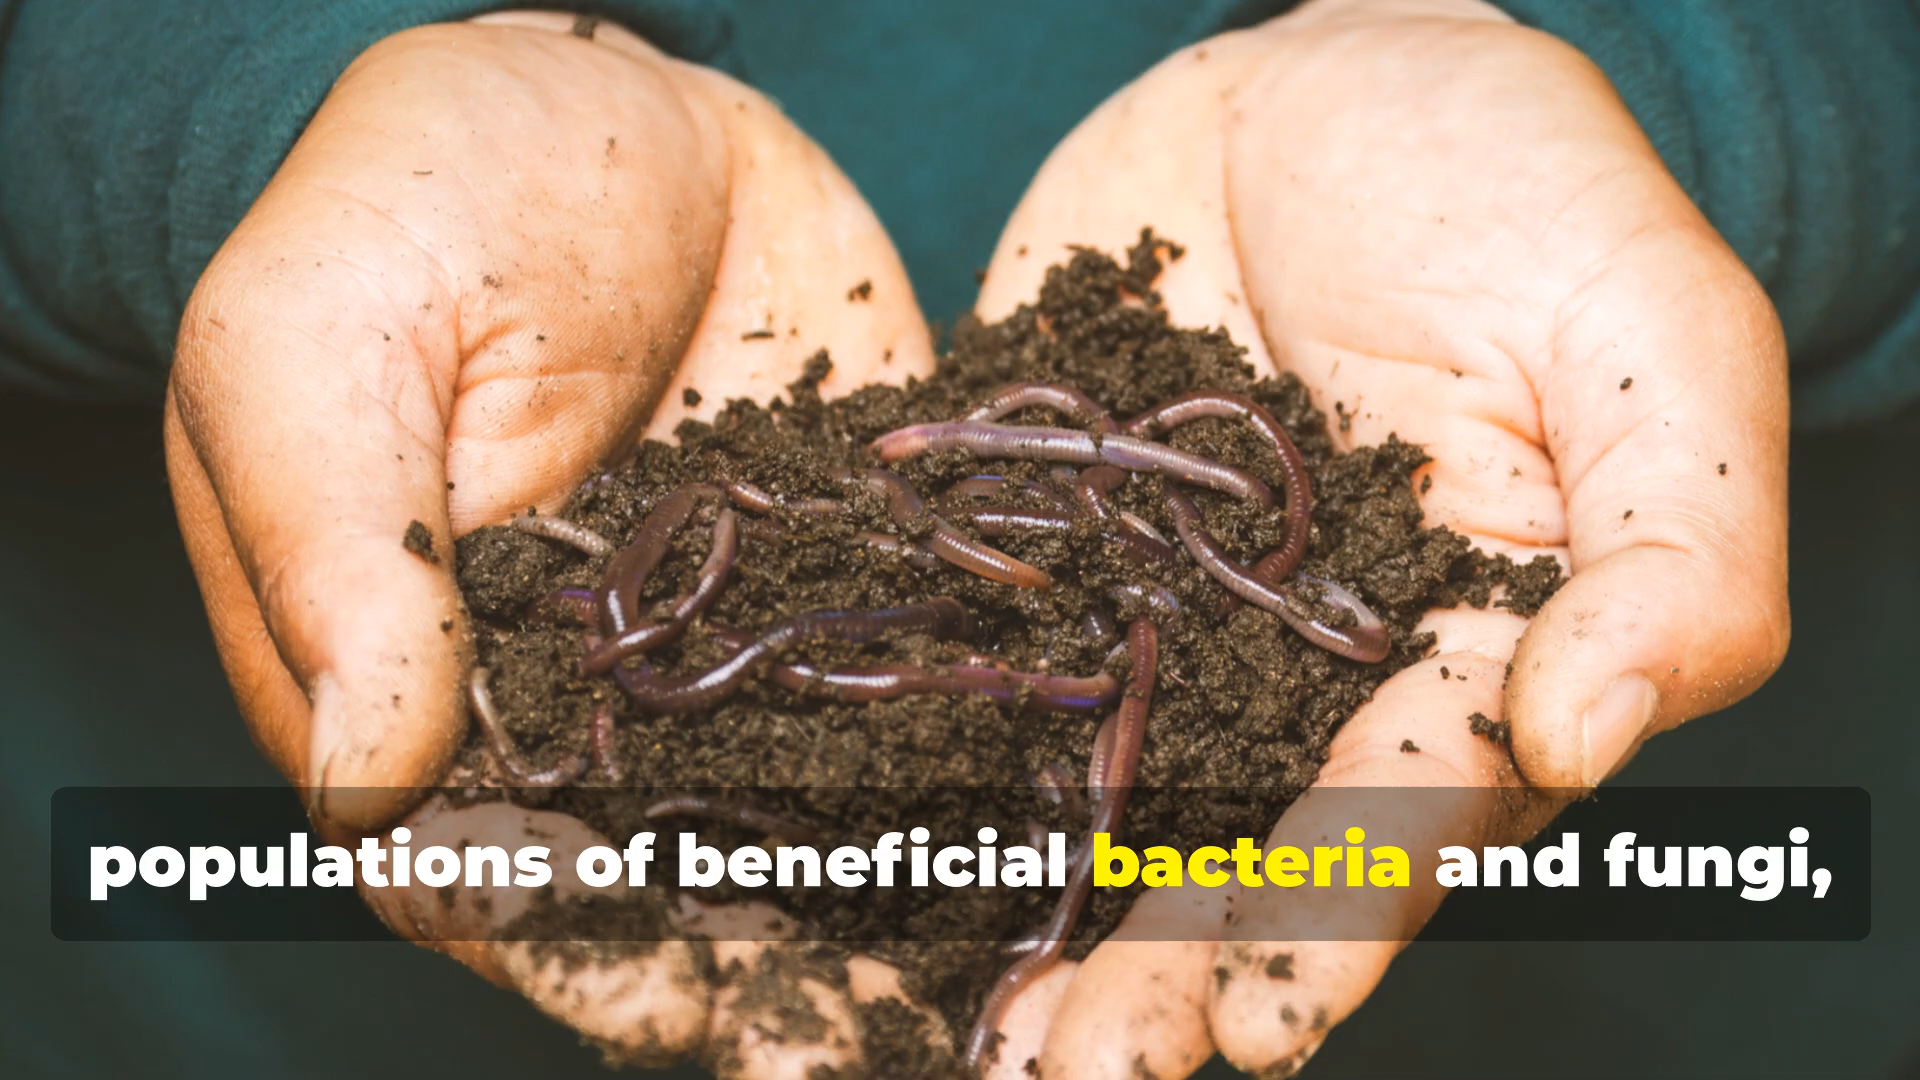 populations of beneficial bacteria and fungi,